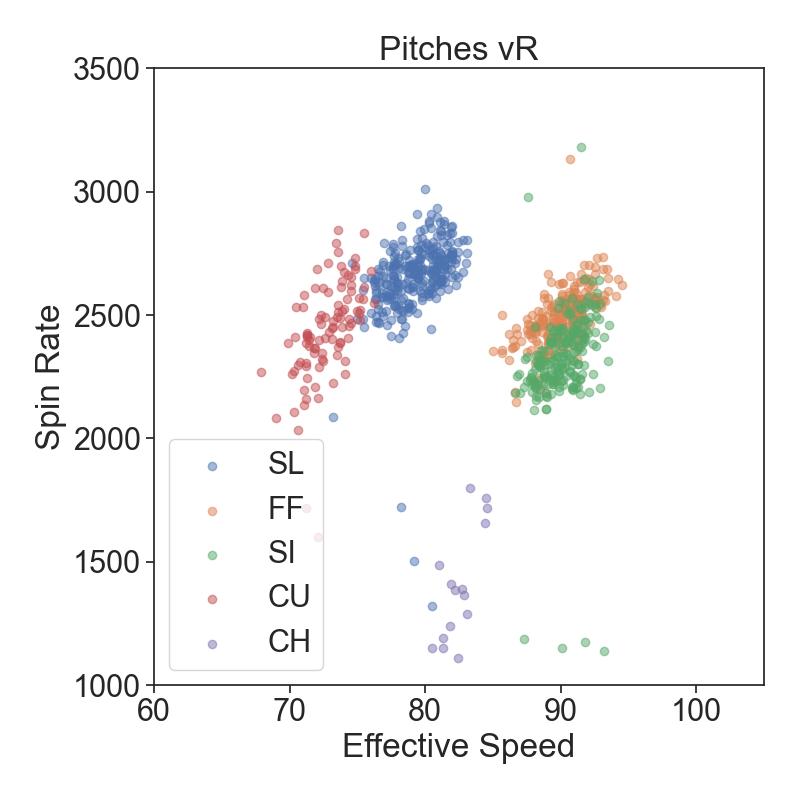 Pitches vR
3500
3000
2500
2000
1500
1000
Spin Rate
SL
FF
SI
CU
CH
60 70 80 90 100
Effective Speed